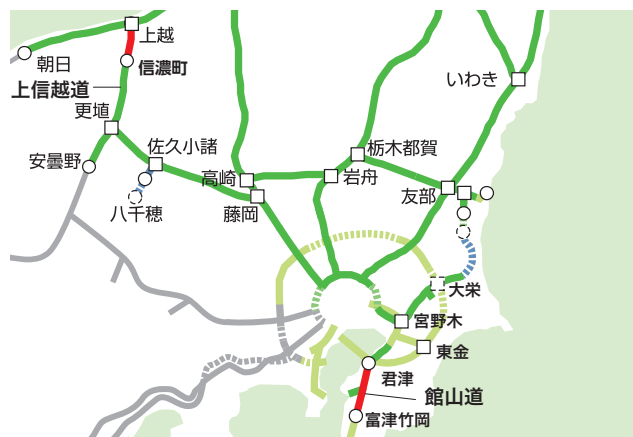 上越
朝日
信濃町
上信越道
いわき
更埴
佐久小諸
栃木都賀
安曇野
高崎
岩舟
友部
八千穂
藤岡
大栄
宮野木
東金
君津
館山道
富津竹岡